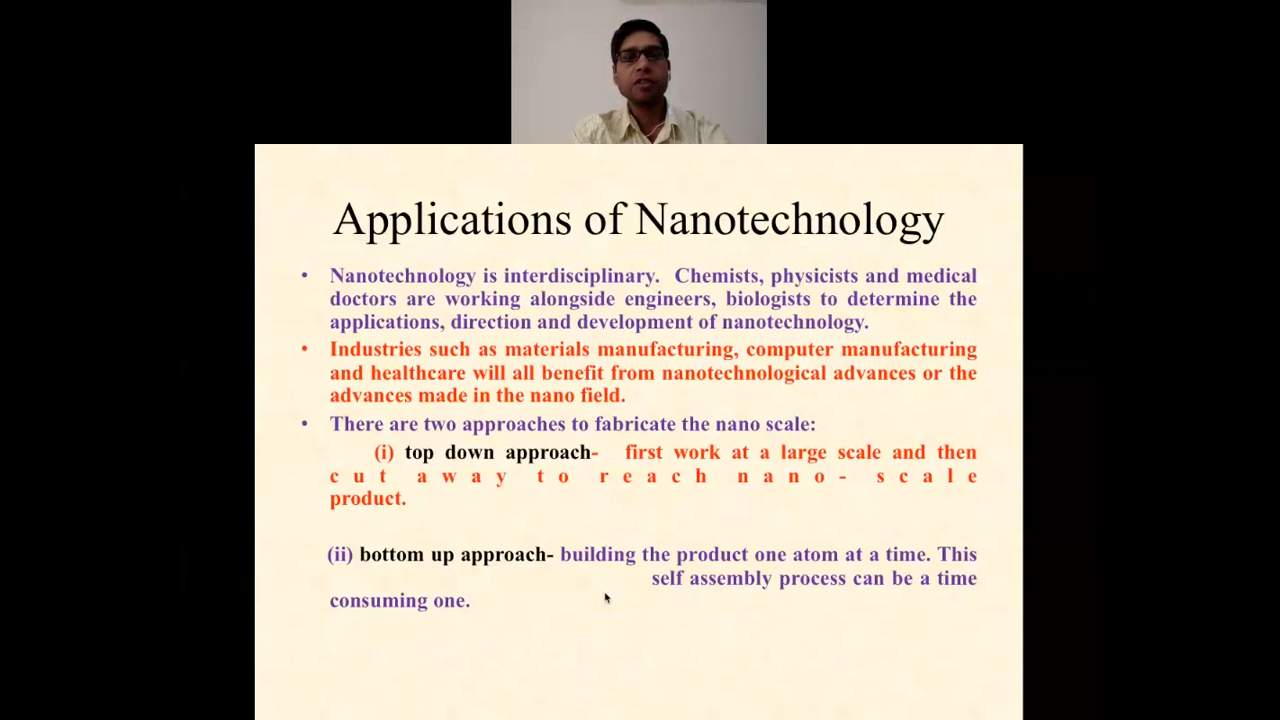 Applications of Nanotechnology
• Nanotechnology is interdisciplinary. Chemists, physicists and medical
doctors are working alongside engineers, biologists to determine the
applications, direction and development of nanotechnology.
• Industries such as materials manufacturing, computer manufacturing
and healthcare will all benefit from nanotechnological advances or the
advances made in the nano field.
• There are two approaches to fabricate the nano scale:
(i) top down approach- first work at a large scale and then
cut away to reach nano-scale
product.
(ii) bottom up approach- building the product one atom at a time. This
self assembly process can be a time
consuming one.